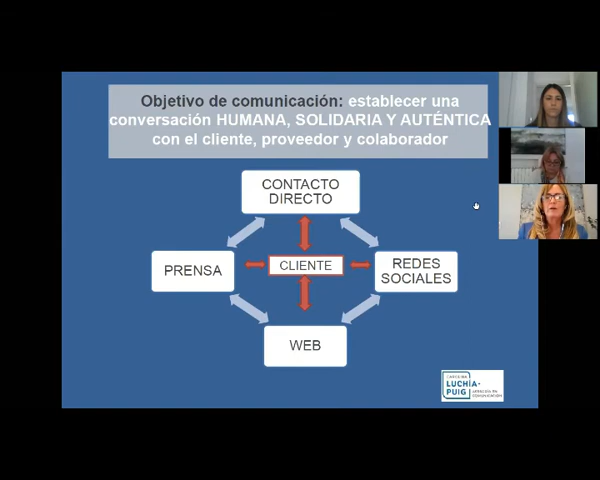 Objetivo de comunicación: establecer una
conversación HUMANA, SOLIDARIA Y AUTÉNTICA
con el cliente, proveedor y colaborador
CONTACTO
DIRECTO
PRENSA
CLIENTE
REDES
SOCIALES
WEB
LUCHÍA-
PUIG